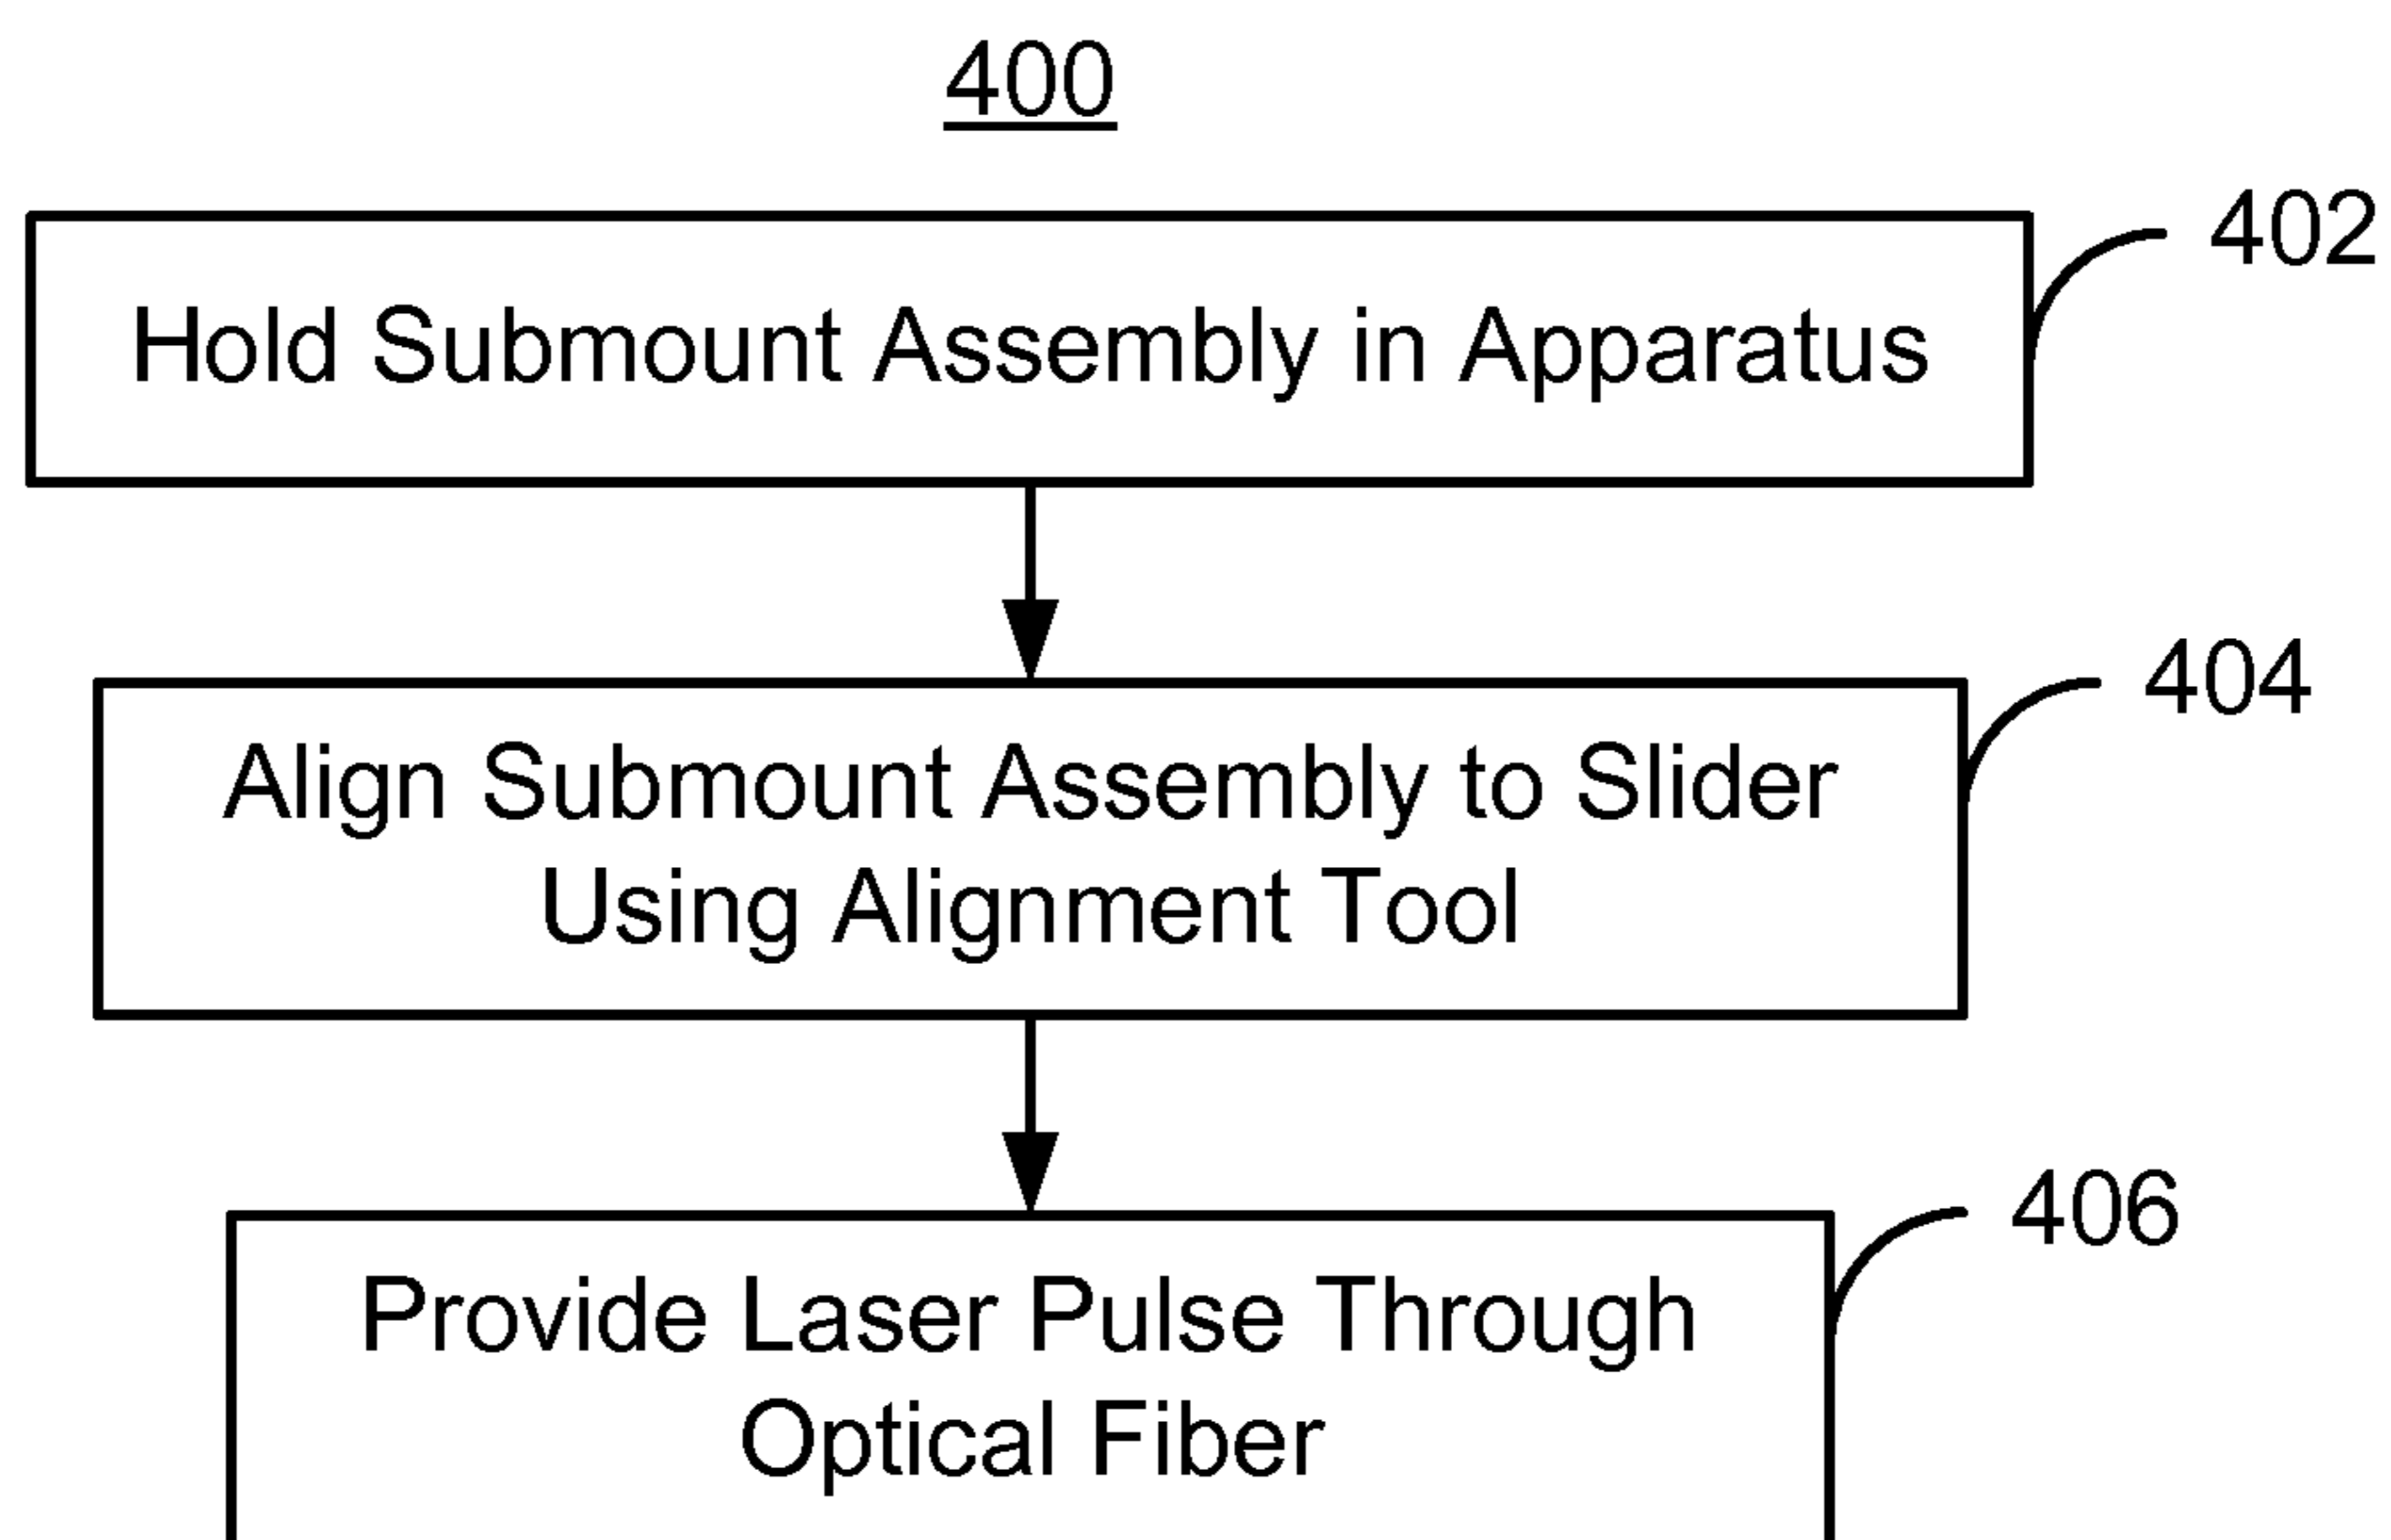 400
402
Hold Submount Assembly in Apparatus
404
Align Submount Assembly to Slider
Using Alignment Tool
406
Provide Laser Pulse Through
Optical Fiber